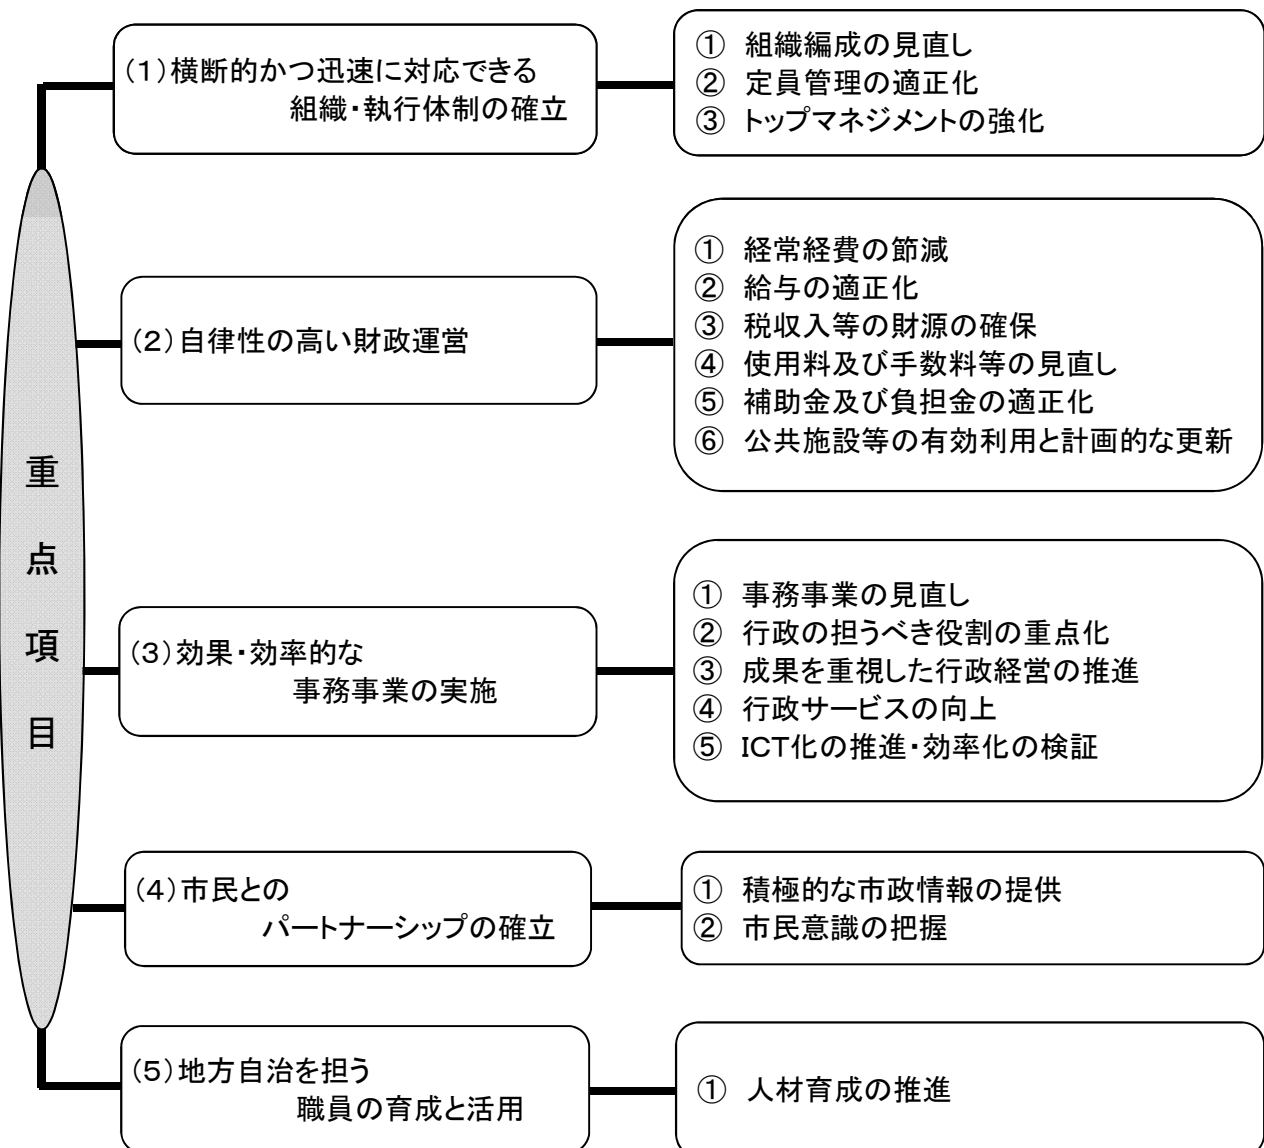 重
点
項
目
(1)横断的かつ迅速に対応できる
組織・執行体制の確立
① 組織編成の見直し
② 定員管理の適正化
③ トップマネジメントの強化
(2)自律性の高い財政運営
① 経常経費の節減
② 給与の適正化
③ 税収入等の財源の確保
④ 使用料及び手数料等の見直し
⑤ 補助金及び負担金の適正化
⑥ 公共施設等の有効利用と計画的な更新
(3)効果・効率的な
事務事業の実施
① 事務事業の見直し
② 行政の担うべき役割の重点化
③ 成果を重視した行政経営の推進
④ 行政サービスの向上
⑤ ICT化の推進・効率化の検証
(4)市民との
パートナーシップの確立
① 積極的な市政情報の提供
② 市民意識の把握
(5)地方自治を担う
職員の育成と活用
① 人材育成の推進